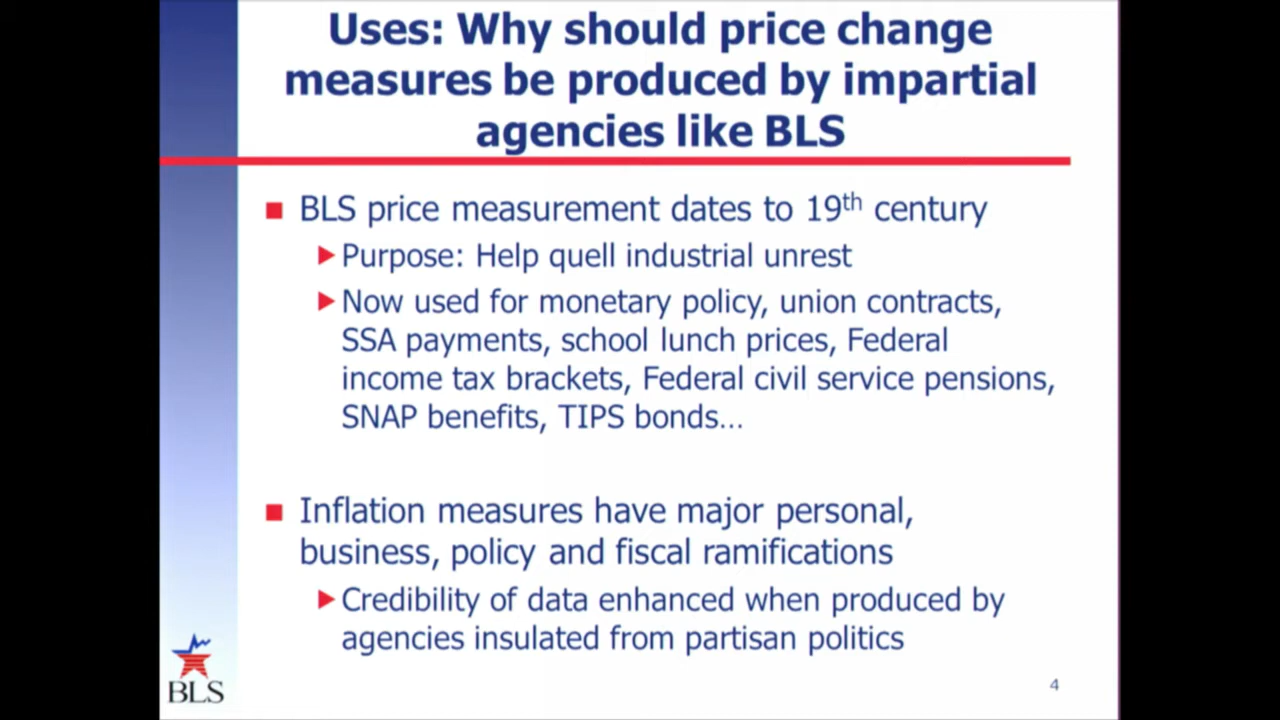 Uses: Why should price change
measures be produced by impartial
agencies like BLS
BLS price measurement dates to 19th century
Purpose: Help quell industrial unrest
Now used for monetary policy, union contracts,
SSA payments, school lunch prices, Federal
income tax brackets, Federal civil service pensions,
SNAP benefits, TIPS bonds...
Inflation measures have major personal,
business, policy and fiscal ramifications
Credibility of data enhanced when produced by
agencies insulated from partisan politics
BLS
4